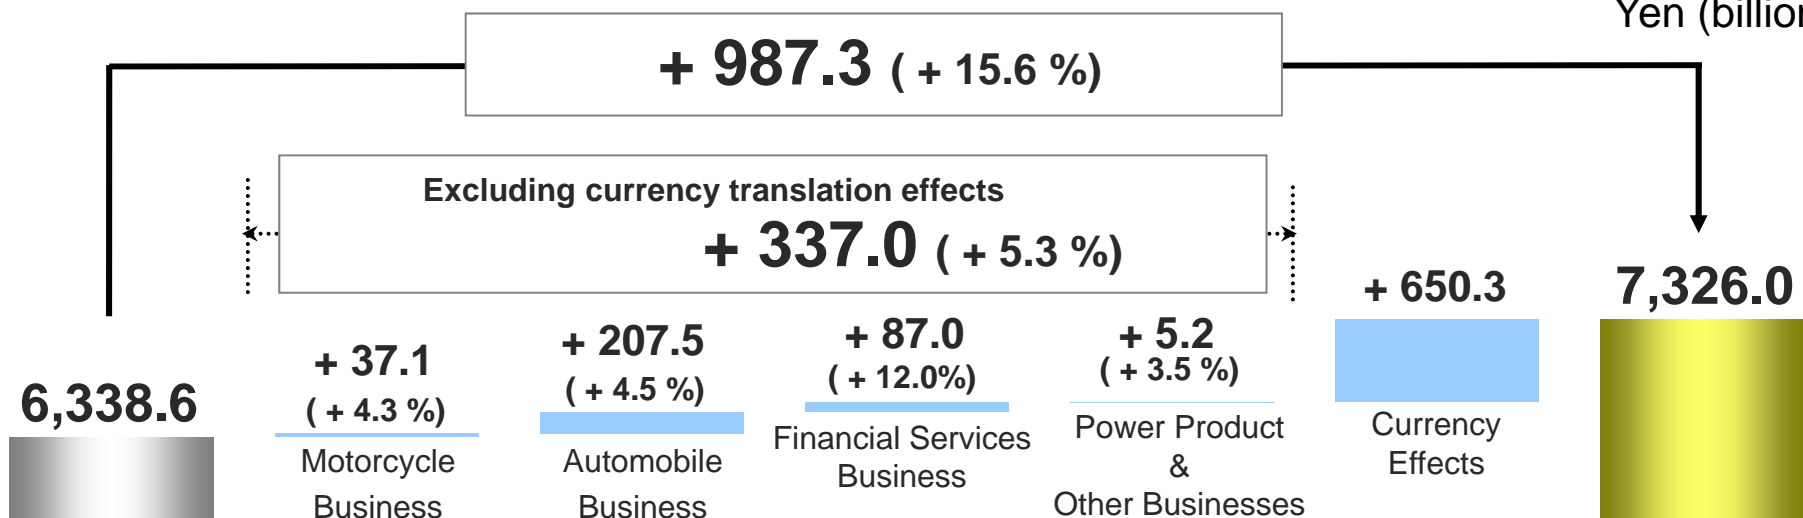 Yen (billion
+ 987.3 ( + 15.6 %)
Excluding currency translation effects
+ 337.0 ( + 5.3 %)
6,338.6
+ 37.1
( + 4.3 %)
Motorcycle
Business
+ 207.5
( + 4.5 %)
Automobile
Business
+ 87.0
( + 12.0%)
Financial Services
Business
+ 5.2
( + 3.5 %)
Power Product
&
Other Businesses
+ 650.3
Currency
Effects
7,326.0